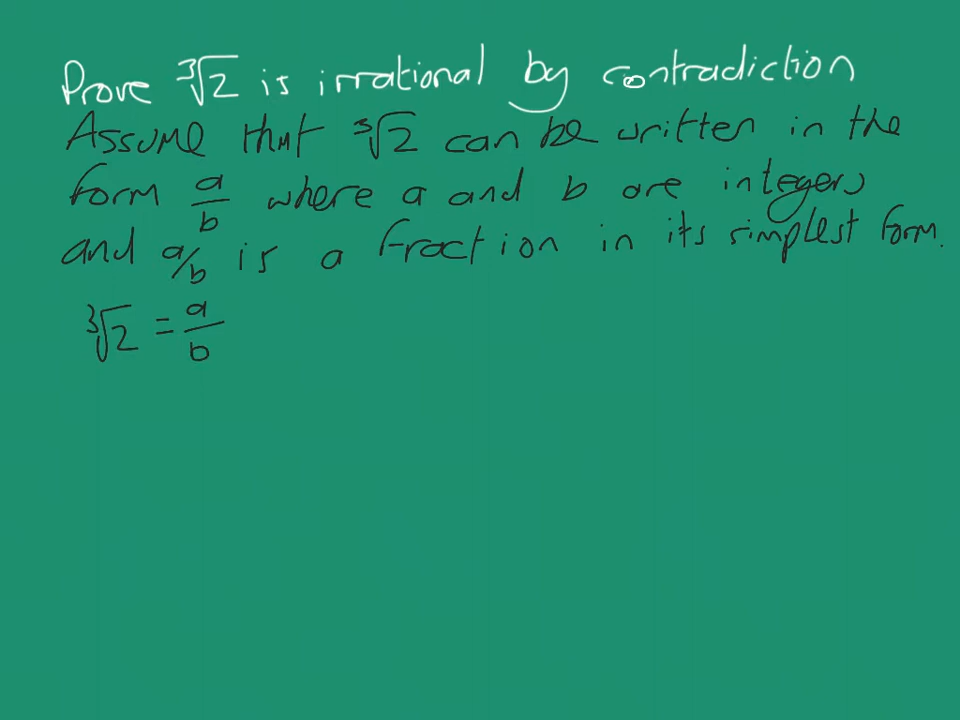 Prove ∛2 is irrational by contradiction
Assume that ∛2 can be written in the
form a/b where a and b are integers
and a/b is a fraction in its simplest form.
∛2 = a/b